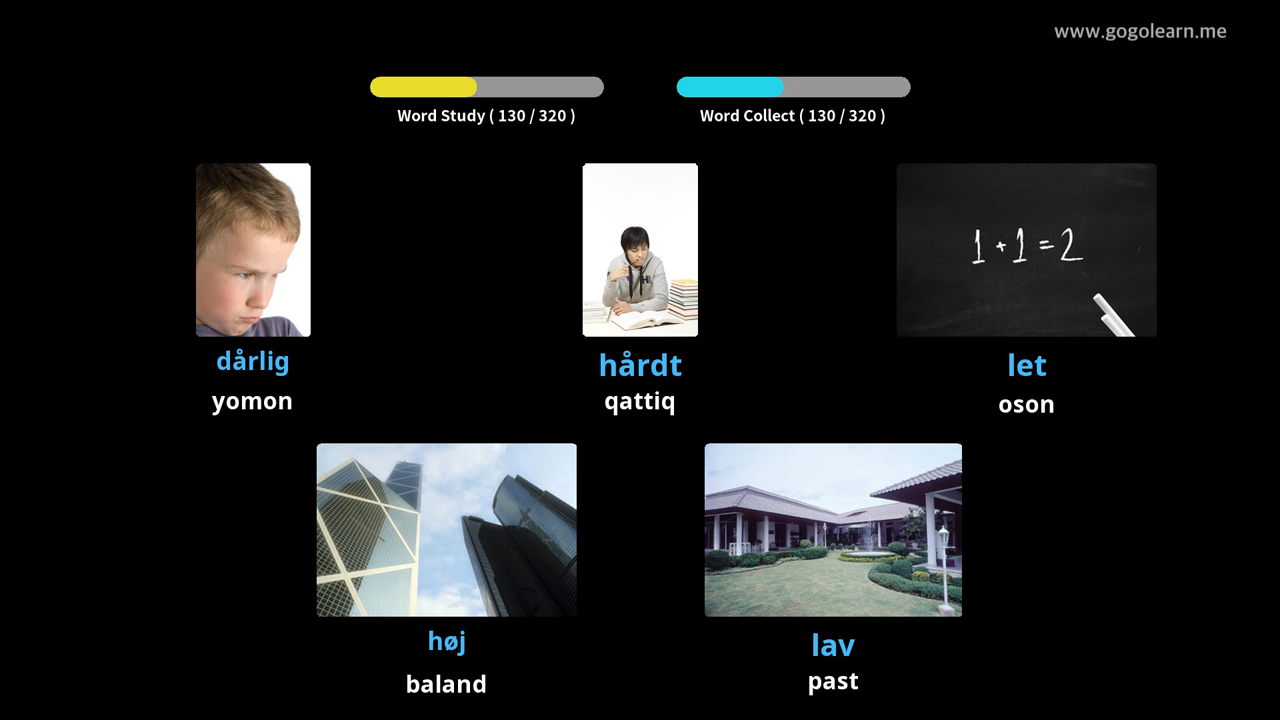 www.gogolearn.me
Word Study ( 130 / 320 )
Word Collect ( 130 / 320 )
1 + 1 = 2
dårlig
yomon
hårdt
qattiq
let
oson
høj
baland
lav
past